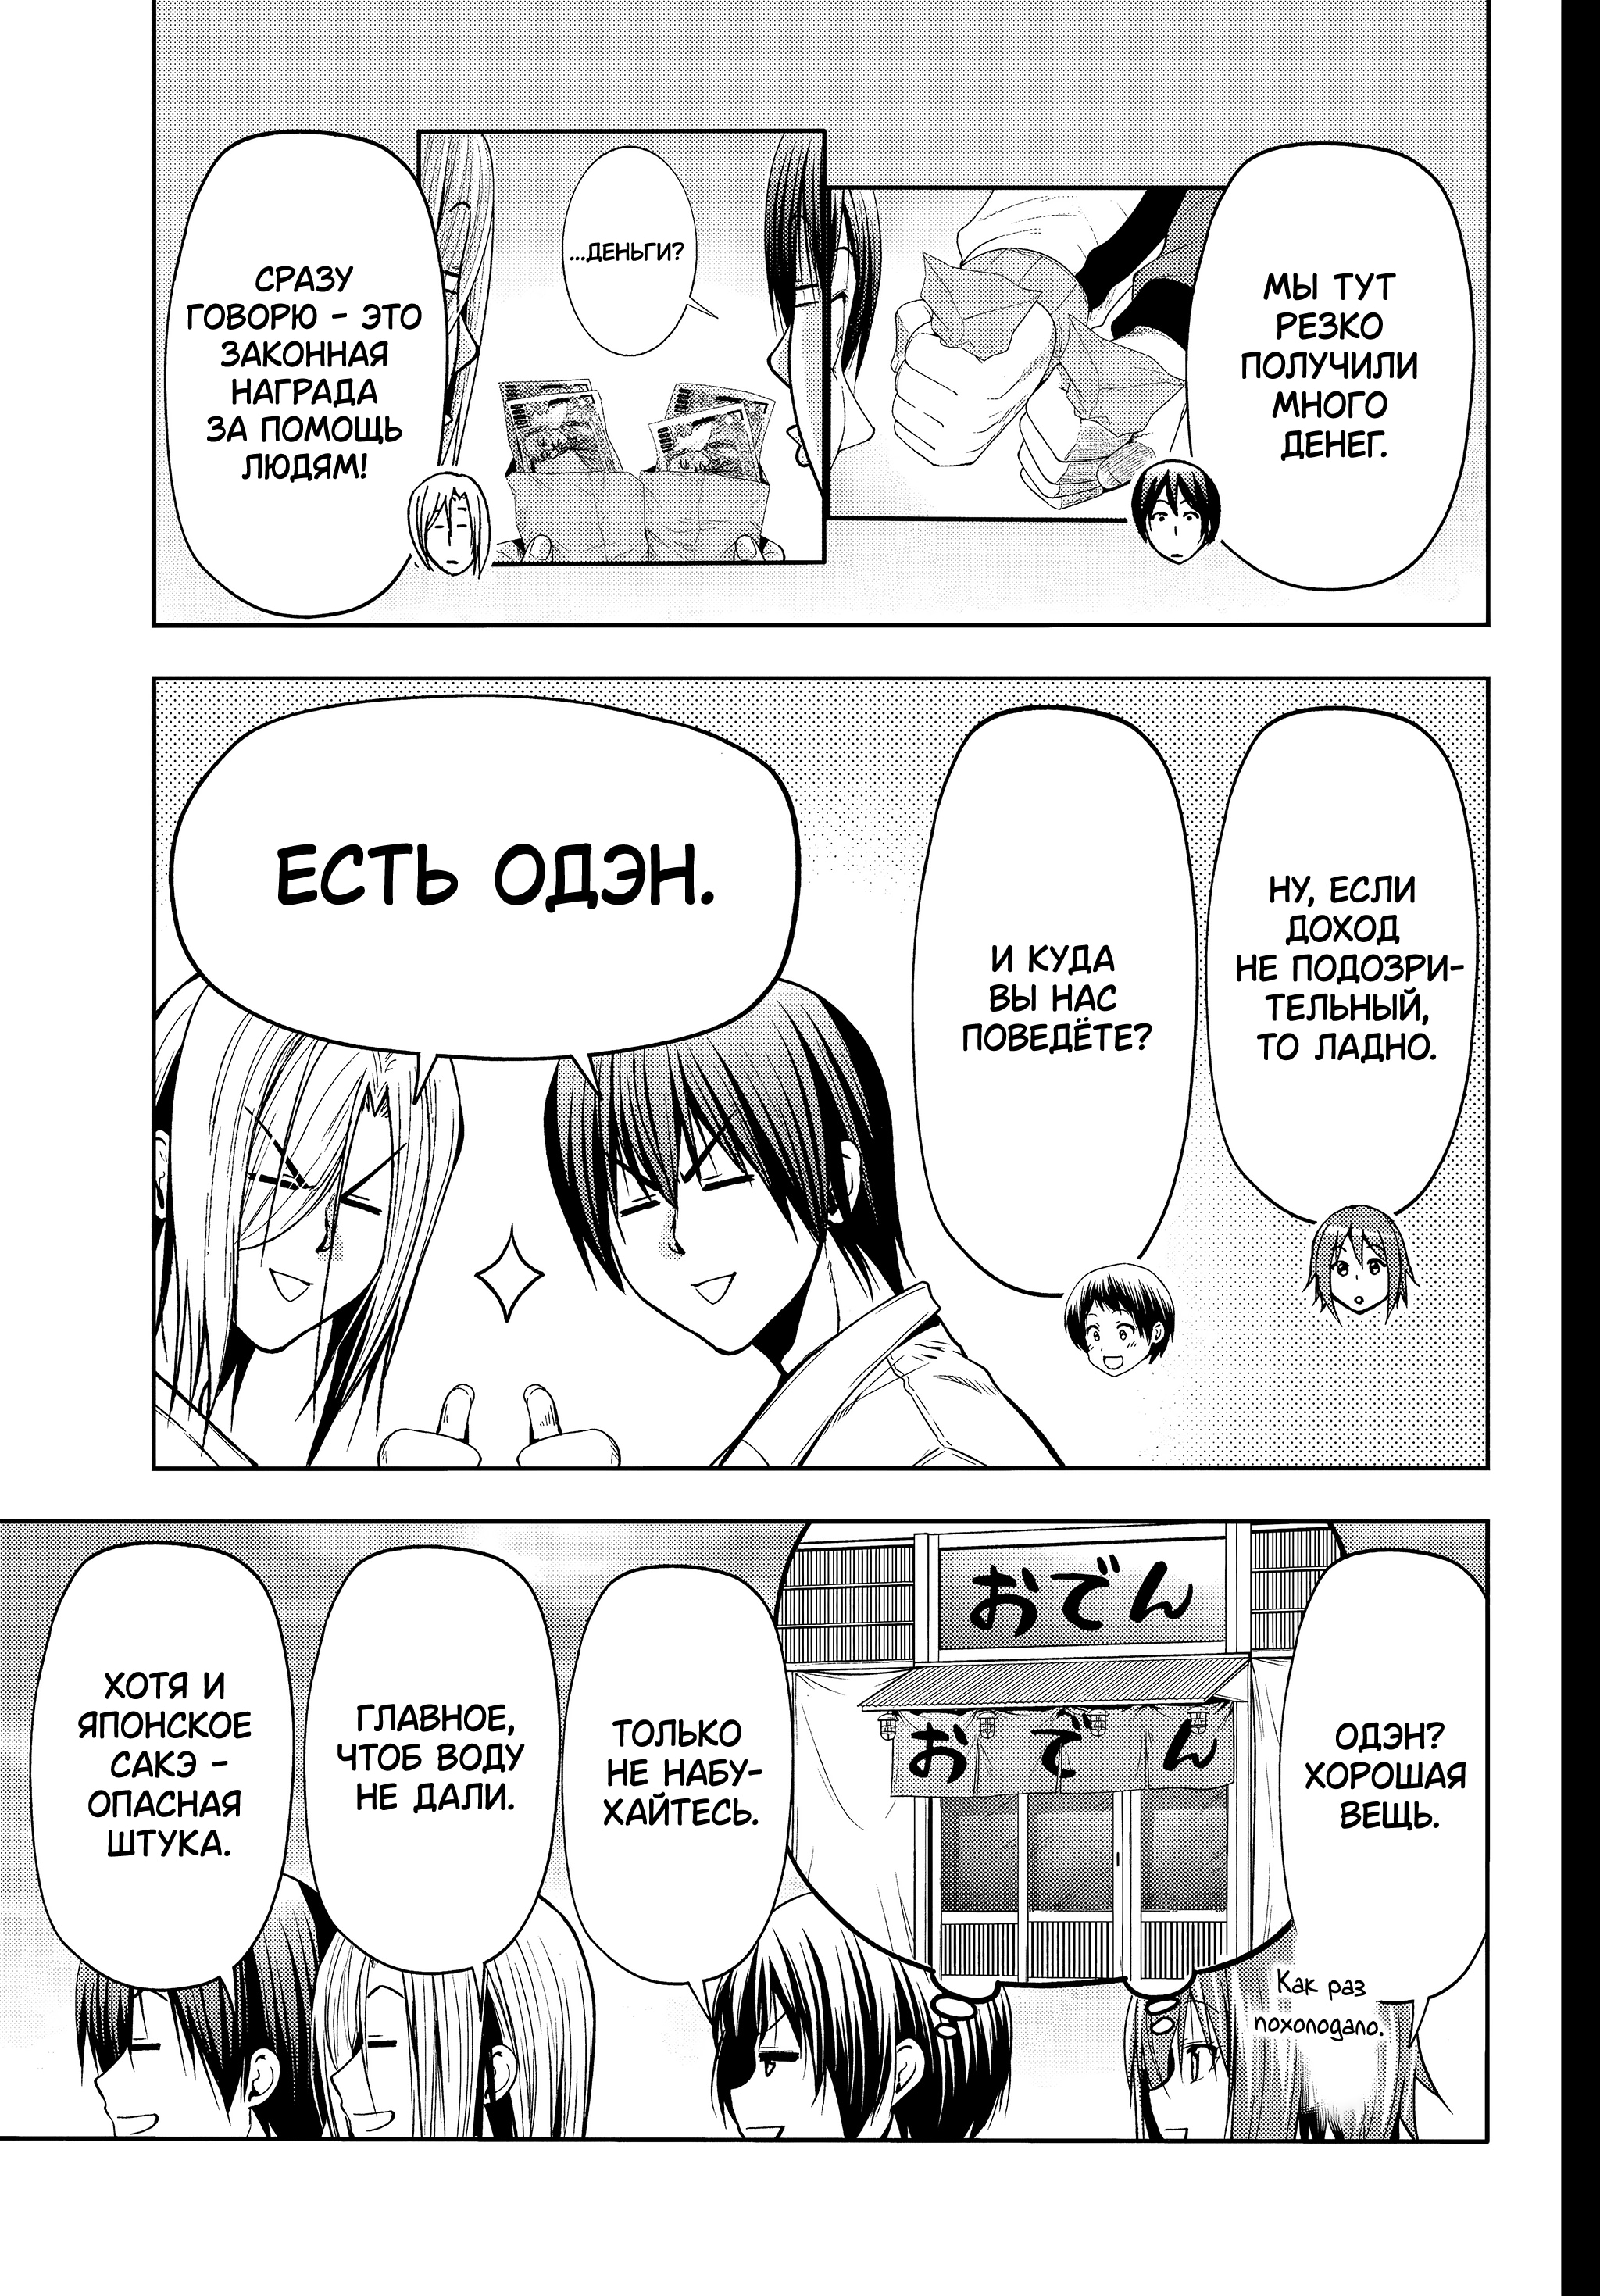 МЫ ТУТ
РЕЗКО
ПОЛУЧИЛИ
МНОГО
ДЕНЕГ.
...ДЕНЬГИ?
СРАЗУ
ГОВОРЮ - ЭТО
ЗАКОННАЯ
НАГРАДА
ЗА ПОМОЩЬ
ЛЮДЯМ!
НУ, ЕСЛИ
ДОХОД
НЕ ПОДОЗРИ-
ТЕЛЬНЫЙ,
ТО ЛАДНО.
И КУДА
ВЫ НАС
ПОВЕДЁТЕ?
ЕСТЬ ОДЭН.
ОДЭН?
ХОРОШАЯ
ВЕЩЬ.
Как раз
похолодало.
おでん
おでん
ТОЛЬКО
НЕ НАБУ-
ХАЙТЕСЬ.
ГЛАВНОЕ,
ЧТОБ ВОДУ
НЕ ДАЛИ.
ХОТЯ И
ЯПОНСКОЕ
САКЭ -
ОПАСНАЯ
ШТУКА.